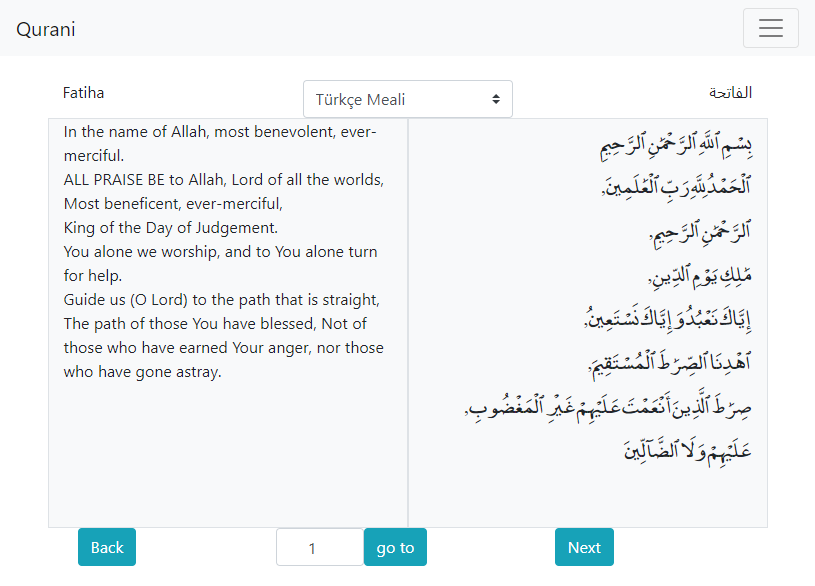 Qurani
Fatiha
Türkçe Meali
الفاتحة
In the name of Allah, most benevolent, ever-
merciful.
ALL PRAISE BE to Allah, Lord of all the worlds,
Most beneficent, ever-merciful,
King of the Day of Judgement.
You alone we worship, and to You alone turn
for help.
Guide us (O Lord) to the path that is straight,
The path of those You have blessed, Not of
those who have earned Your anger, nor those
who have gone astray.
بِسْمِ ٱللَّهِ ٱلرَّحْمَٰنِ ٱلرَّحِيمِ
ٱلْحَمْدُ لِلَّهِ رَبِّ ٱلْعَٰلَمِينَ,
ٱلرَّحْمَٰنِ ٱلرَّحِيمِ,
مَٰلِكِ يَوْمِ ٱلدِّينِ,
إِيَّاكَ نَعْبُدُ وَإِيَّاكَ نَسْتَعِينُ,
ٱهْدِنَا ٱلصِّرَٰطَ ٱلْمُسْتَقِيمَ,
صِرَٰطَ ٱلَّذِينَ أَنْعَمْتَ عَلَيْهِمْ غَيْرِ ٱلْمَغْضُوبِ,
عَلَيْهِمْ وَلَا ٱلضَّآلِّينَ
Back
1
go to
Next